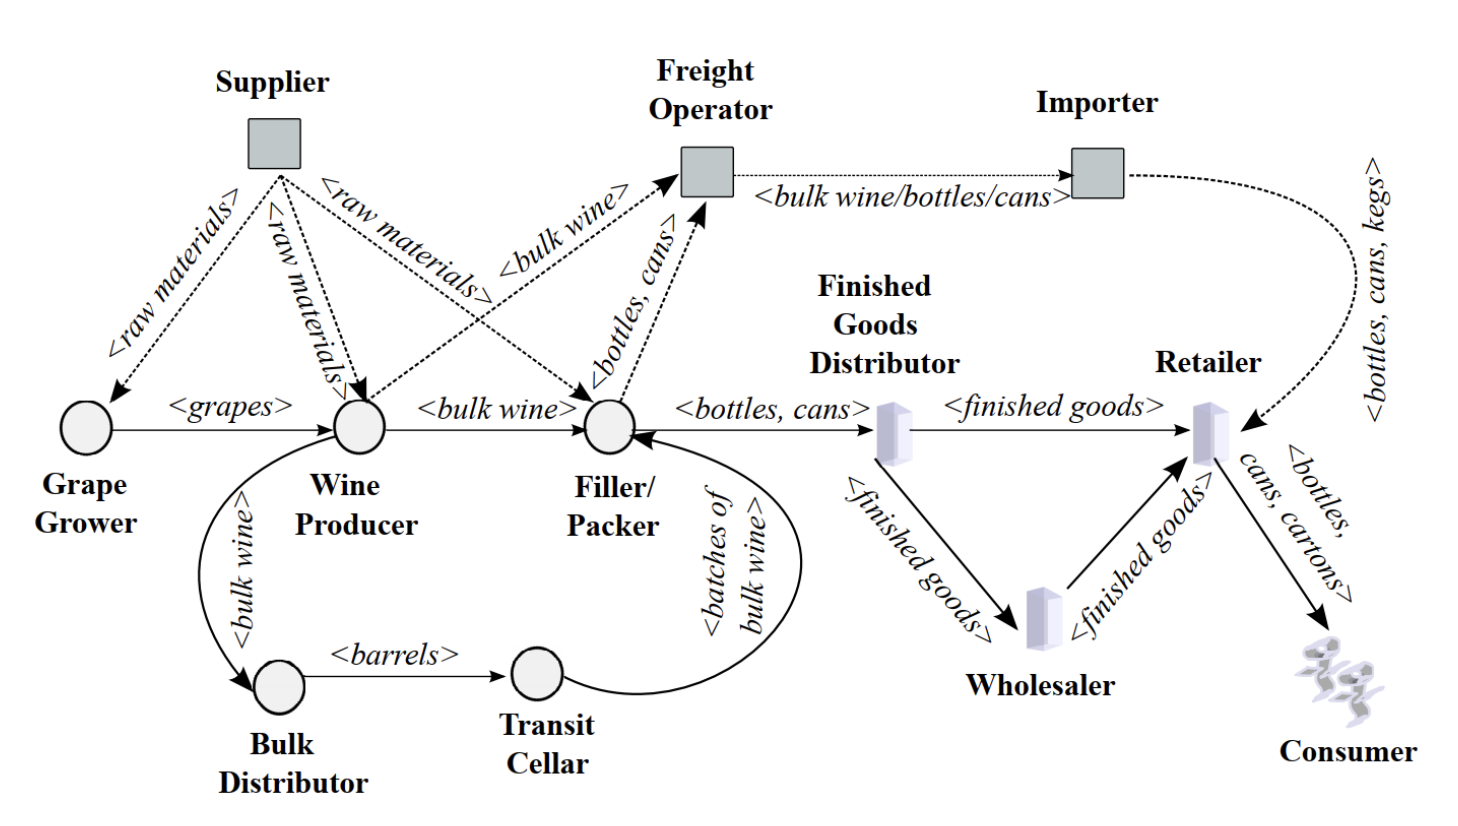 Supplier
Freight
Operator
Importer
<raw materials>
<raw materials>
<raw materials>
<bulk wine>
<bottles, cans>
<bulk wine/bottles/cans>
<bottles, cans, kegs>
Finished
Goods
Distributor
Retailer
<grapes>
<bulk wine>
<bottles, cans>
<finished goods>
Grape
Grower
Wine
Producer
Filler/
Packer
<bulk wine>
<batches of
bulk wine>
<finished goods>
<finished goods>
<bottles,
cans, cartons>
<barrels>
Wholesaler
Bulk
Distributor
Transit
Cellar
Consumer